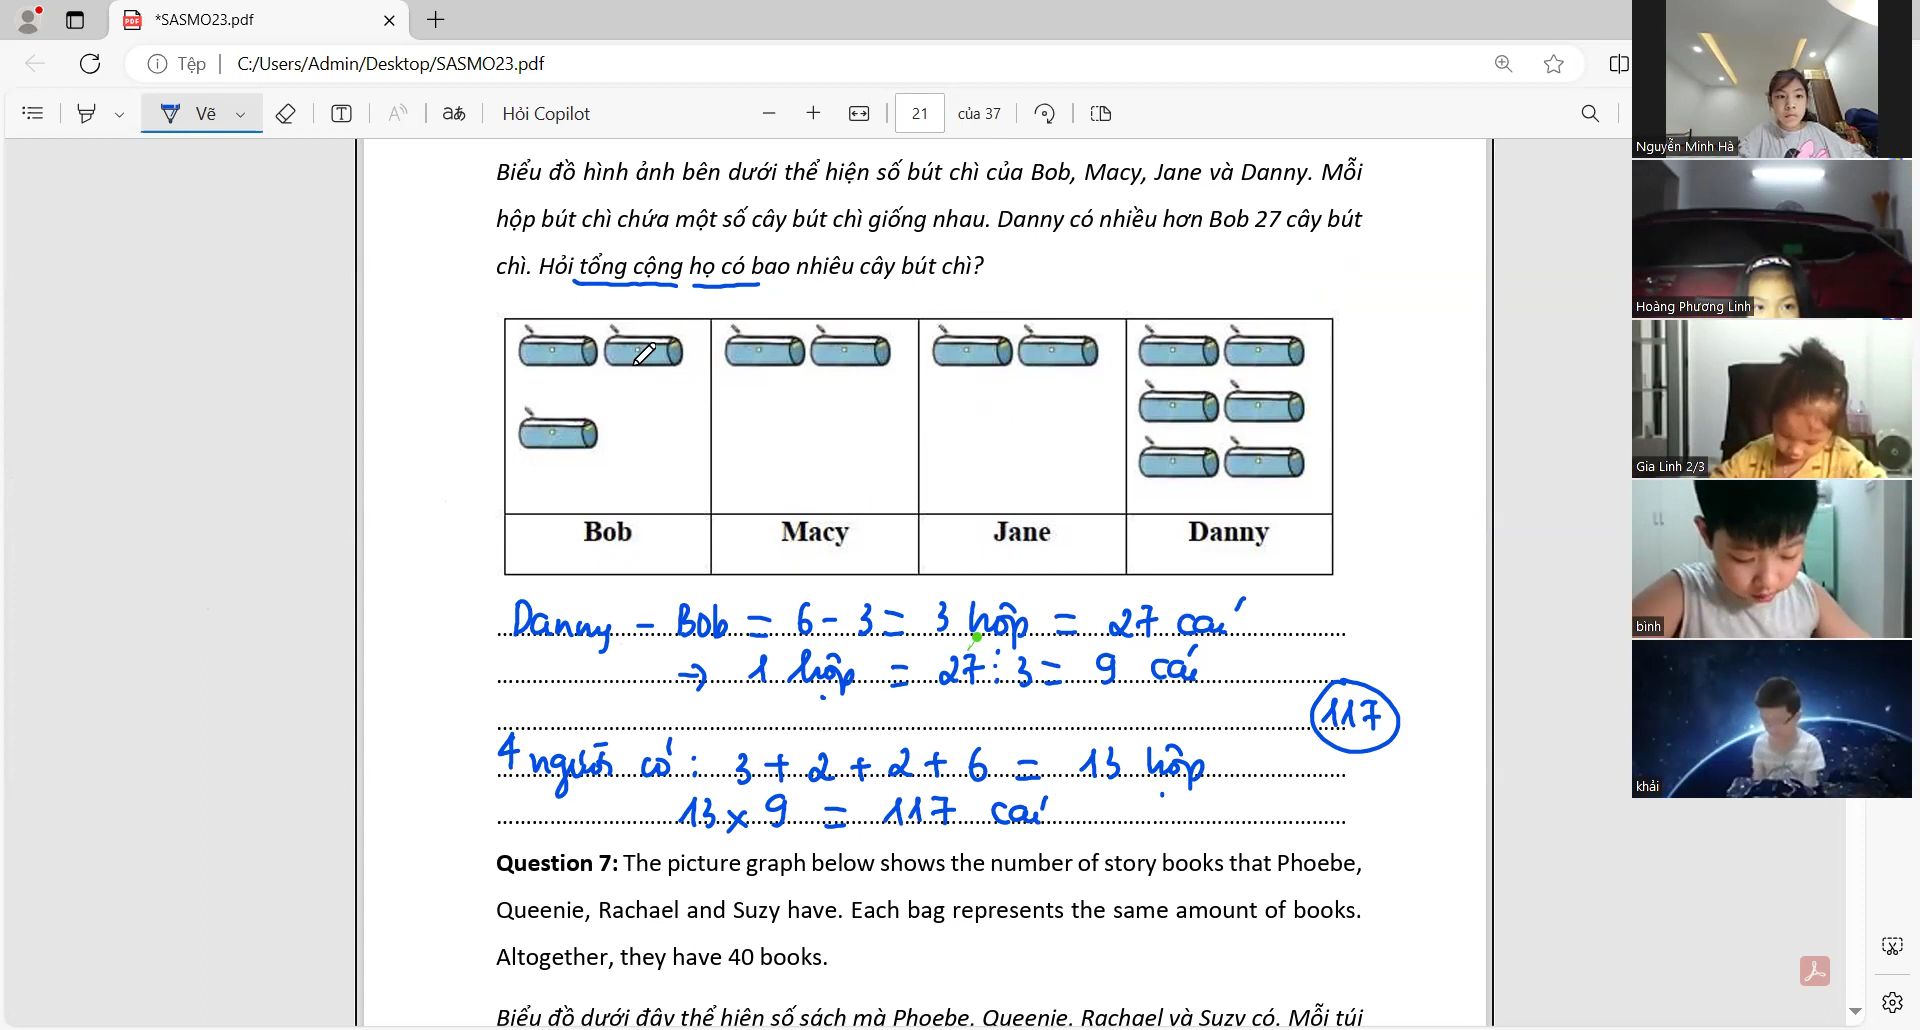 *SASMO23.pdf
Tệp C:/Users/Admin/Desktop/SASMO23.pdf
Vẽ Hỏi Copilot 21 của 37
Biểu đồ hình ảnh bên dưới thể hiện số bút chì của Bob, Macy, Jane và Danny. Mỗi
hộp bút chì chứa một số cây bút chì giống nhau. Danny có nhiều hơn Bob 27 cây bút
chì. Hỏi tổng cộng họ có bao nhiêu cây bút chì?
Bob Macy Jane Danny
Danny - Bob = 6 - 3 = 3 hộp = 27 cái
→ 1 hộp = 27 : 3 = 9 cái
117
4 người có : 3 + 2 + 2 + 6 = 13 hộp
13 x 9 = 117 cái
Question 7: The picture graph below shows the number of story books that Phoebe,
Queenie, Rachael and Suzy have. Each bag represents the same amount of books.
Altogether, they have 40 books.
Biểu đồ dưới đây thể hiện số sách mà Phoebe, Queenie, Rachael và Suzy có. Mỗi túi
Nguyễn Minh Hà
Hoàng Phương Linh
Gia Linh 2/3
bình
khải